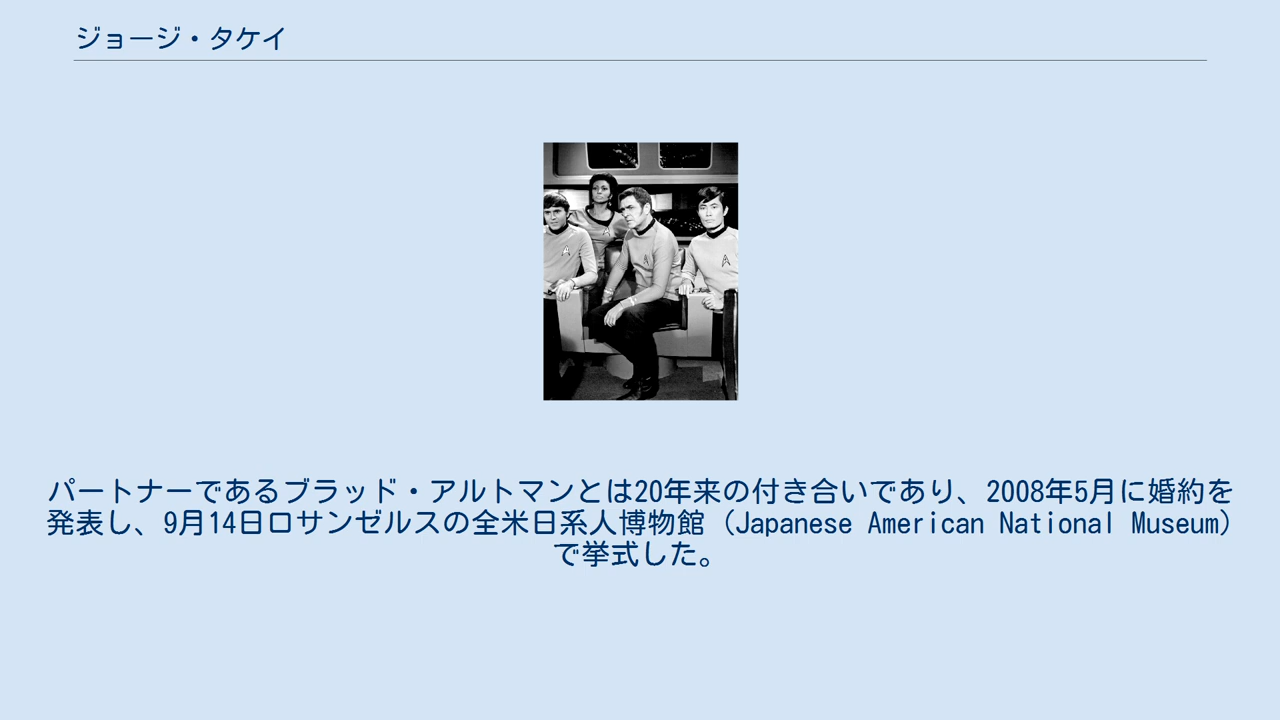 ジョージ・タケイ
パートナーであるブラッド・アルトマンとは20年来の付き合いであり、2008年5月に婚約を
発表し、9月14日ロサンゼルスの全米日系人博物館（Japanese American National Museum）
で挙式した。